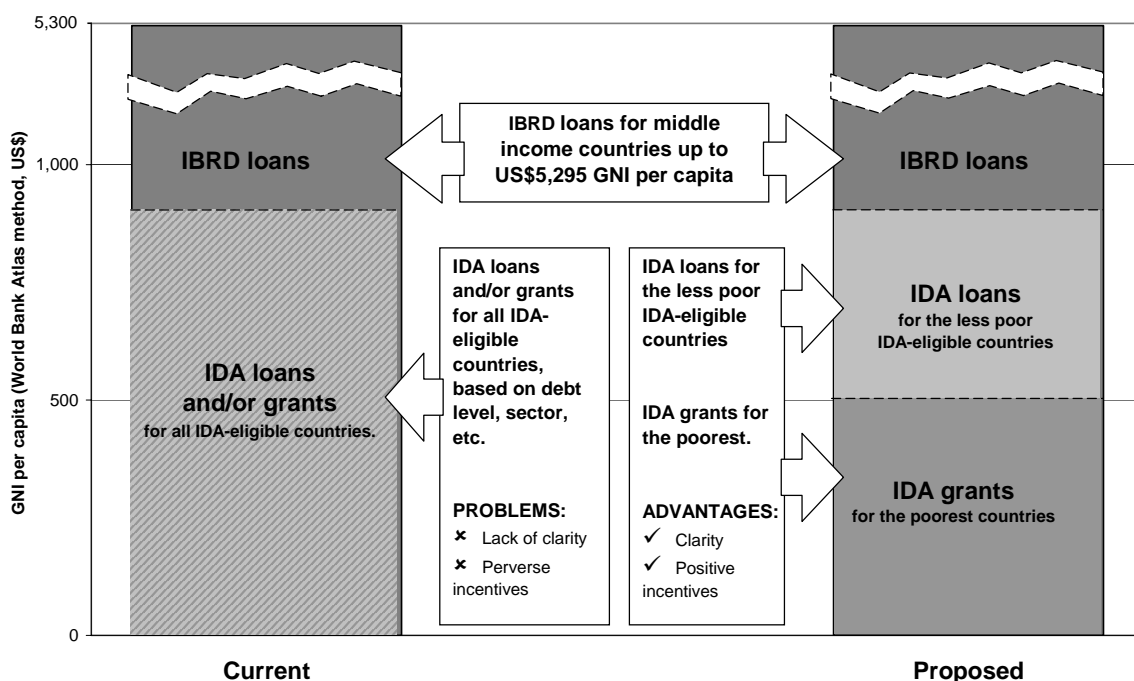 5,300
1,000
500
0
GNI per capita (World Bank Atlas method, US$)
IBRD loans
IDA loans
and/or grants
for all IDA-eligible countries.
Current
IBRD loans for middle
income countries up to
US$5,295 GNI per capita
IDA loans
and/or grants
for all IDA-
eligible
countries,
based on debt
level, sector,
etc.
PROBLEMS:
✘ Lack of clarity
✘ Perverse
incentives
IDA loans for
the less poor
IDA-eligible
countries
IDA grants for
the poorest.
ADVANTAGES:
✓ Clarity
✓ Positive
incentives
IBRD loans
IDA loans
for the less poor
IDA-eligible countries
IDA grants
for the poorest countries
Proposed